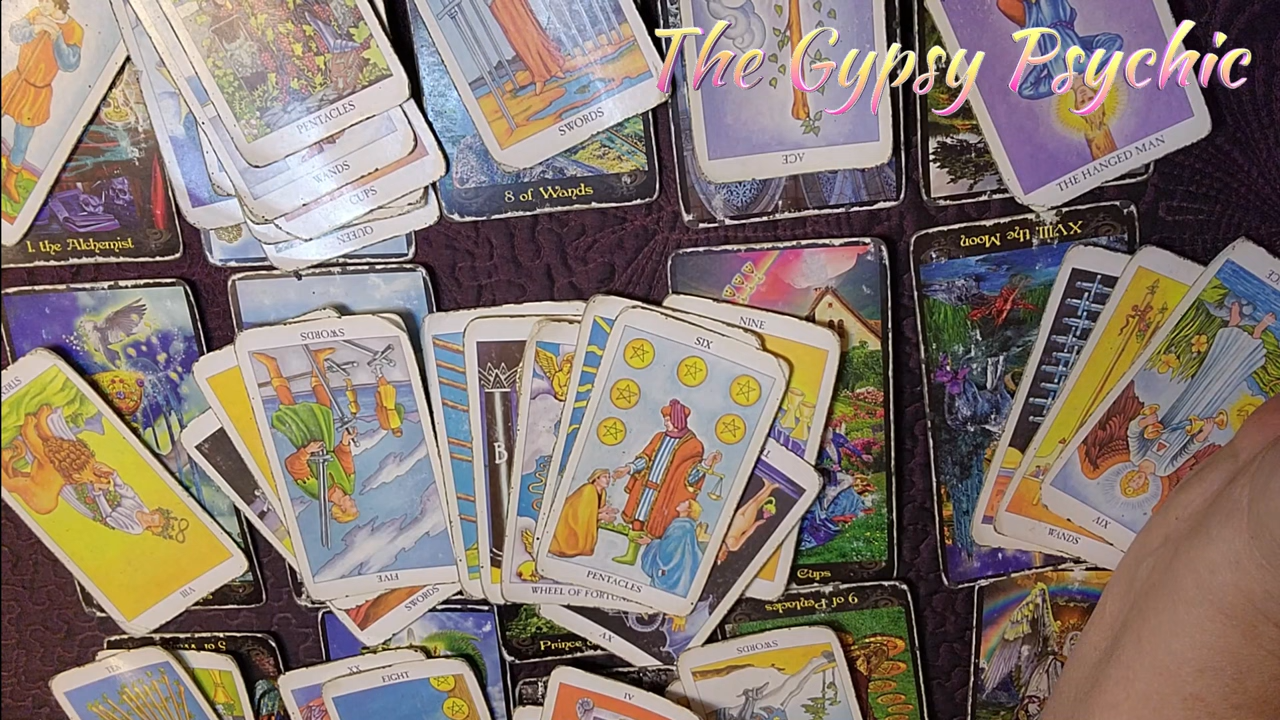 The Gypsy Psychic
PENTACLES
WANDS
CUPS
QUEEN
SWORDS
8 of Wands
ACE
THE HANGED MAN
I. the Alchemist
XVIII. the Moon
SWORDS
FIVE
SWORDS
NINE
SIX
PENTACLES
WHEEL OF FORTUN
B
XV
Cups
VIII
WANDS
XIV
Prince
9 of Pentacles
SWORDS
XX
EIGHT
IV